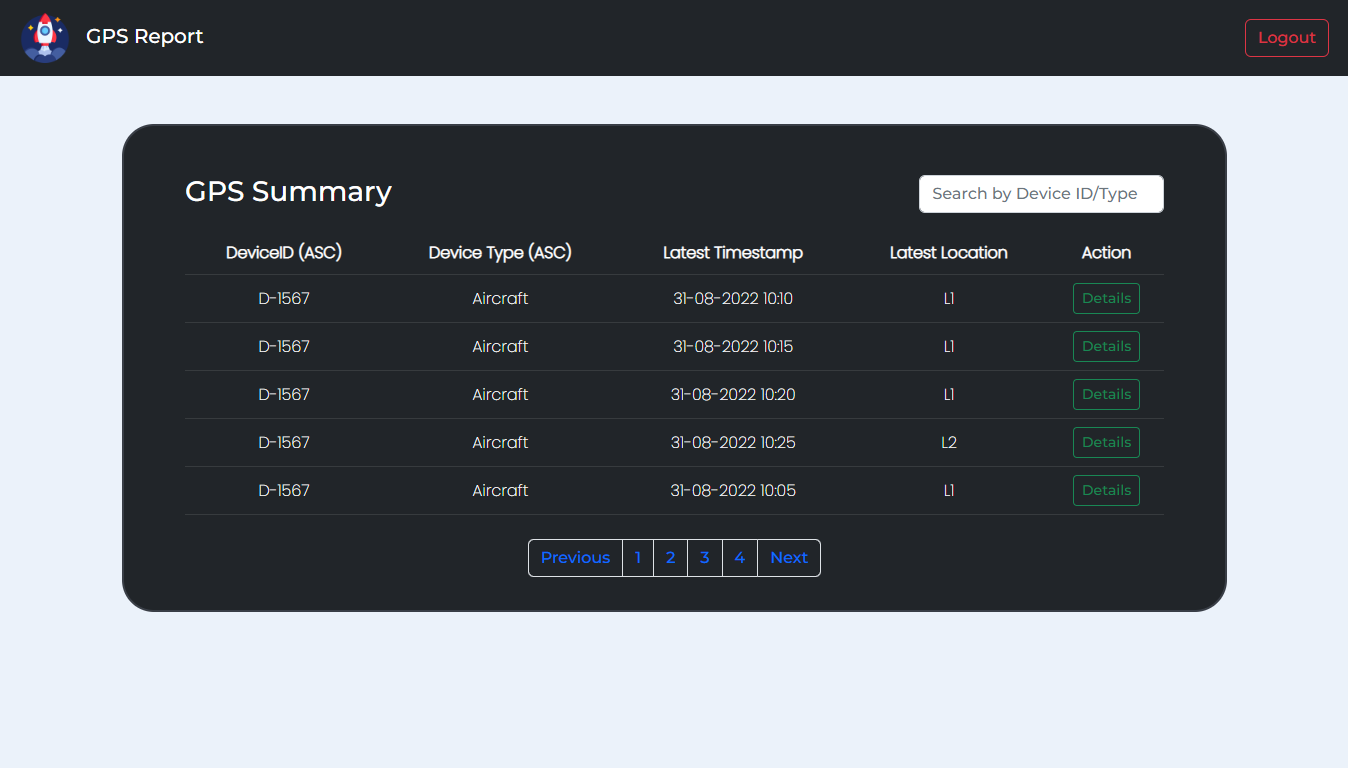 GPS Report
Logout
GPS Summary
Search by Device ID/Type
DeviceID (ASC) Device Type (ASC) Latest Timestamp Latest Location Action
D-1567 Aircraft 31-08-2022 10:10 L1 Details
D-1567 Aircraft 31-08-2022 10:15 L1 Details
D-1567 Aircraft 31-08-2022 10:20 L1 Details
D-1567 Aircraft 31-08-2022 10:25 L2 Details
D-1567 Aircraft 31-08-2022 10:05 L1 Details
Previous 1 2 3 4 Next